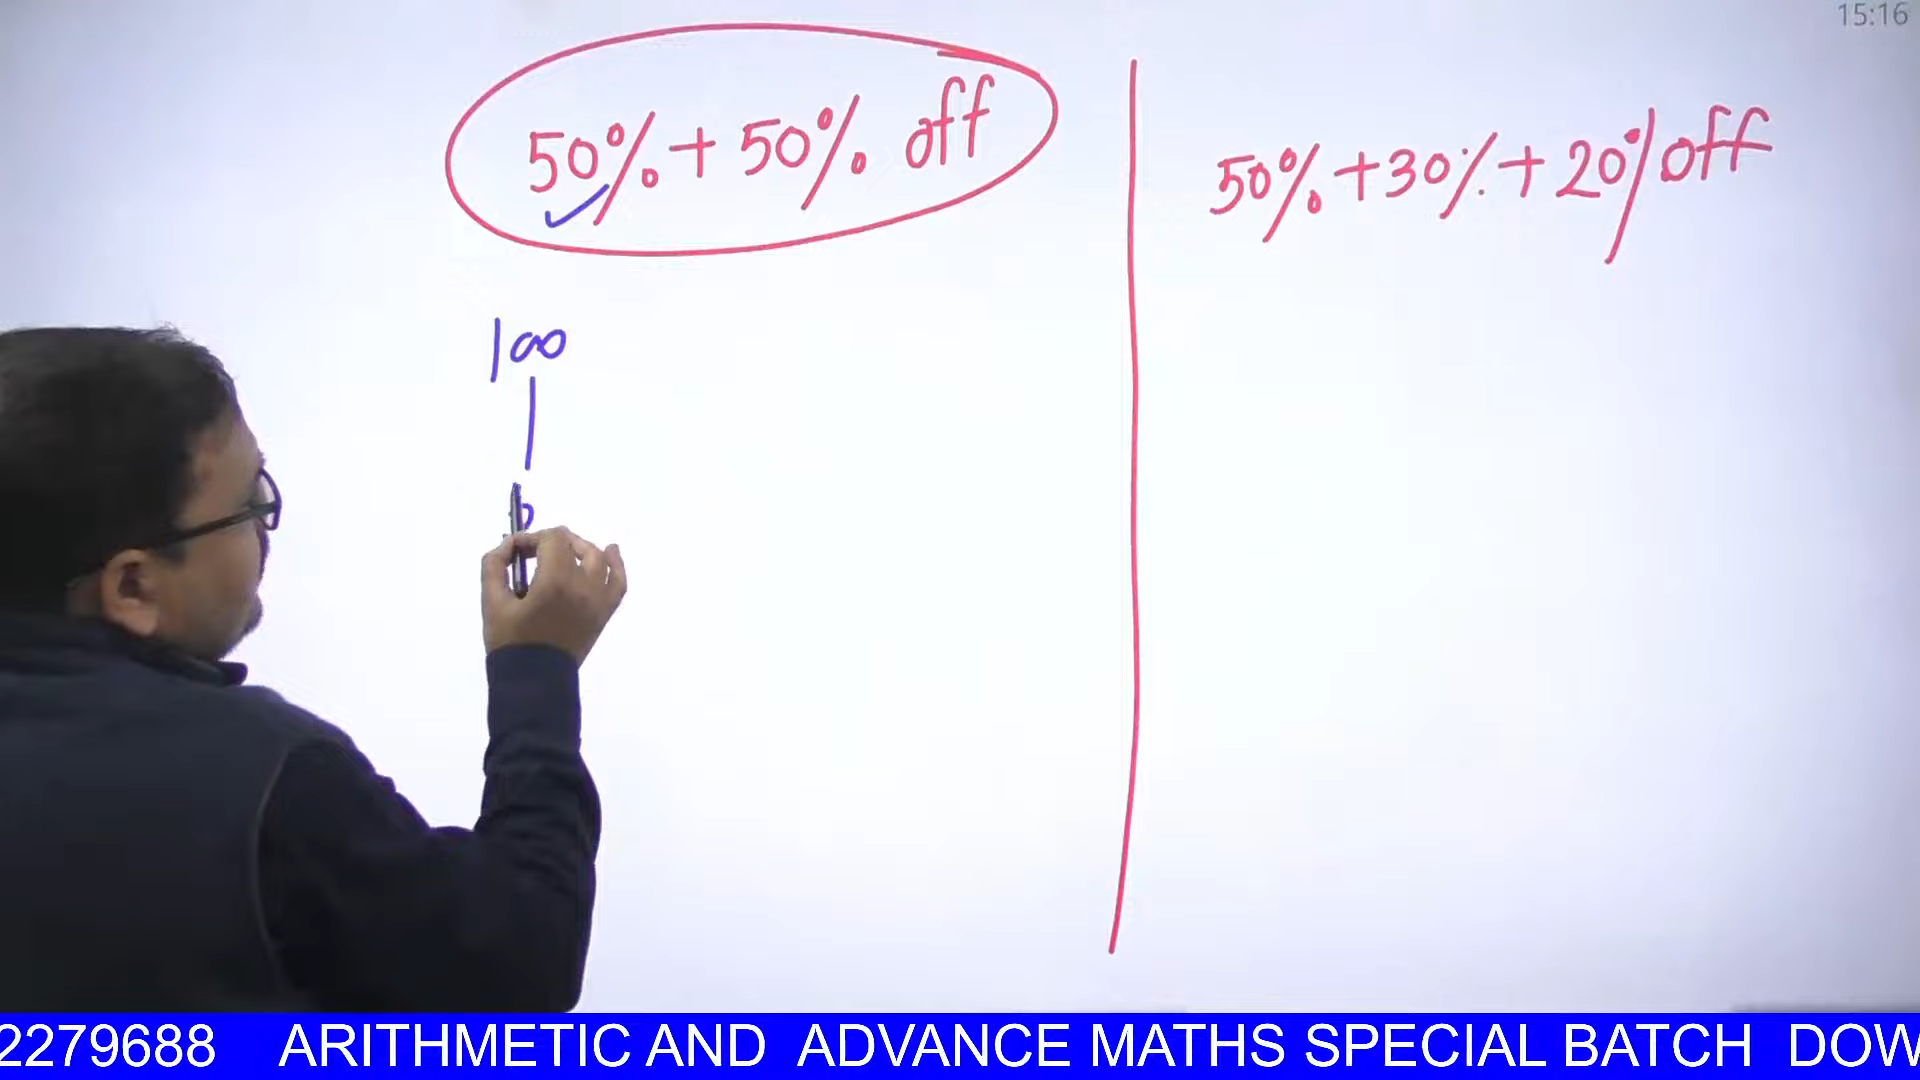 15:16
50%+50% off
50%+30%+20% off
100
2279688 ARITHMETIC AND ADVANCE MATHS SPECIAL BATCH DOW